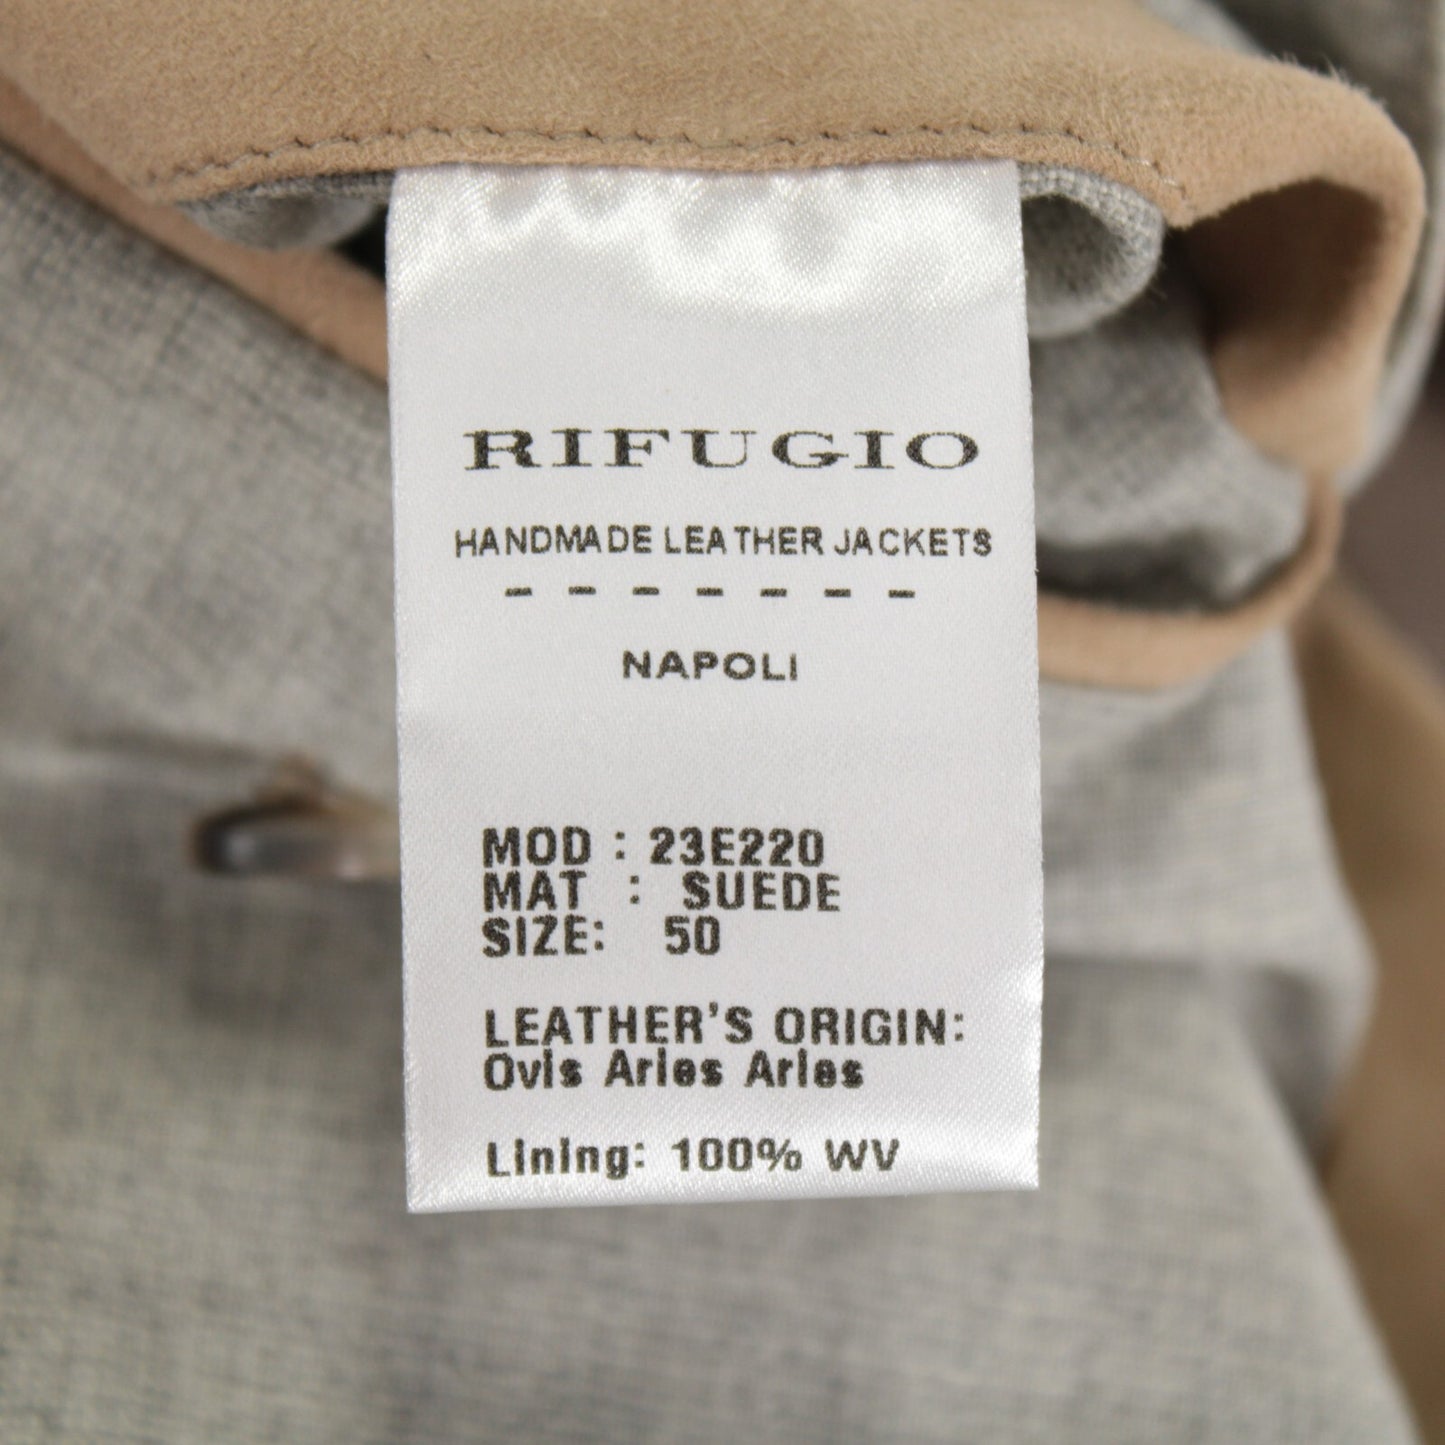 RIFUGIO
HANDMADE LEATHER JACKETS
- - - - - - -
NAPOLI
MOD : 23E220
MAT : SUEDE
SIZE: 50
LEATHER'S ORIGIN:
Ovis Aries Aries
Lining: 100% WV